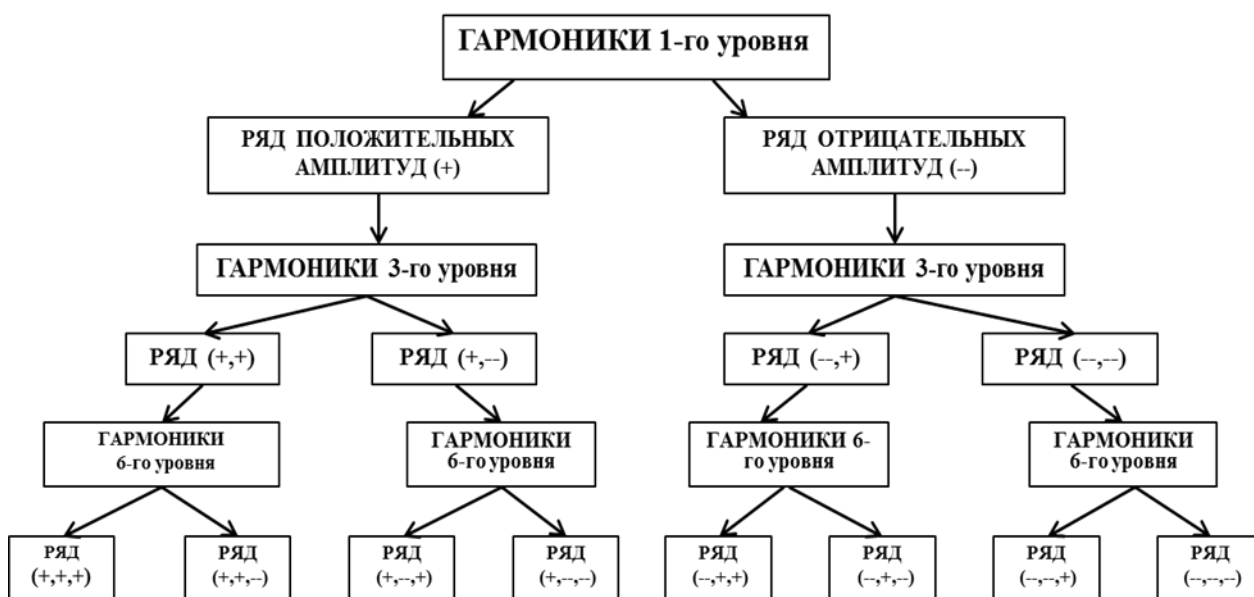 ГАРМОНИКИ 1-го уровня
РЯД ПОЛОЖИТЕЛЬНЫХ
АМПЛИТУД (+)
РЯД ОТРИЦАТЕЛЬНЫХ
АМПЛИТУД (--)
ГАРМОНИКИ 3-го уровня
ГАРМОНИКИ 3-го уровня
РЯД (+,+)
РЯД (+,--)
РЯД (--,+)
РЯД (--,--)
ГАРМОНИКИ
6-го уровня
ГАРМОНИКИ
6-го уровня
ГАРМОНИКИ 6-
го уровня
ГАРМОНИКИ
6-го уровня
РЯД
(+,+,+)
РЯД
(+,+,--)
РЯД
(+,--,+)
РЯД
(+,--,--)
РЯД
(--,+,+)
РЯД
(--,+,--)
РЯД
(--,--,+)
РЯД
(--,--,--)